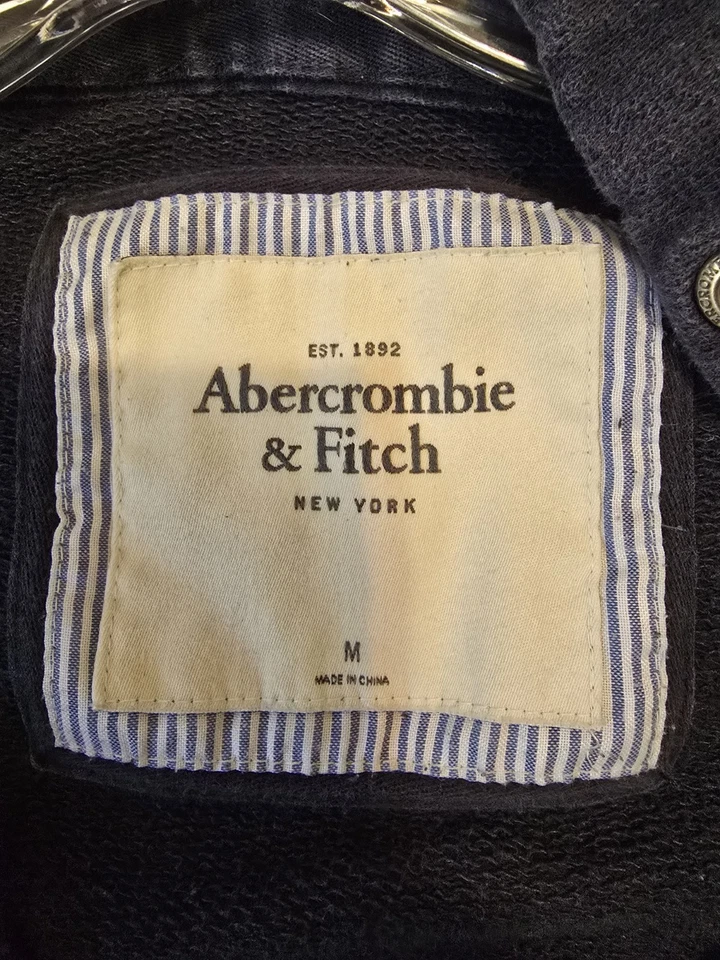 EST. 1892
Abercrombie
& Fitch
NEW YORK
M
MADE IN CHINA